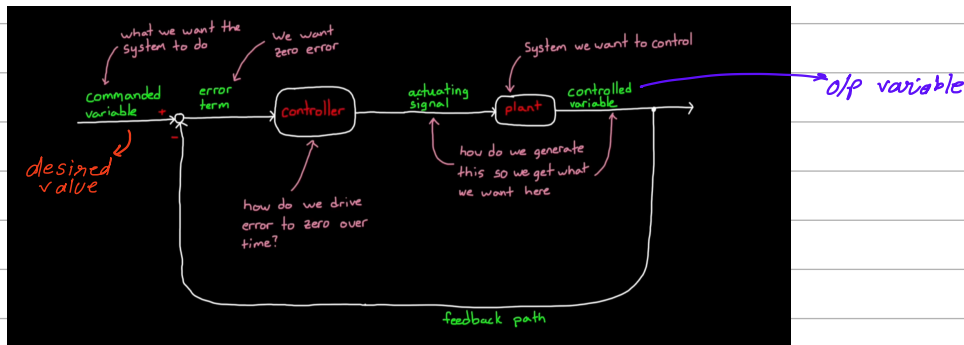 what we want the
system to do
We want
zero error
System we want to control
commanded
variable
+
-
error
term
controller
actuating
signal
plant
controlled
variable
o/p variable
desired
value
how do we drive
error to zero over
time?
how do we generate
this so we get what
we want here
feedback path